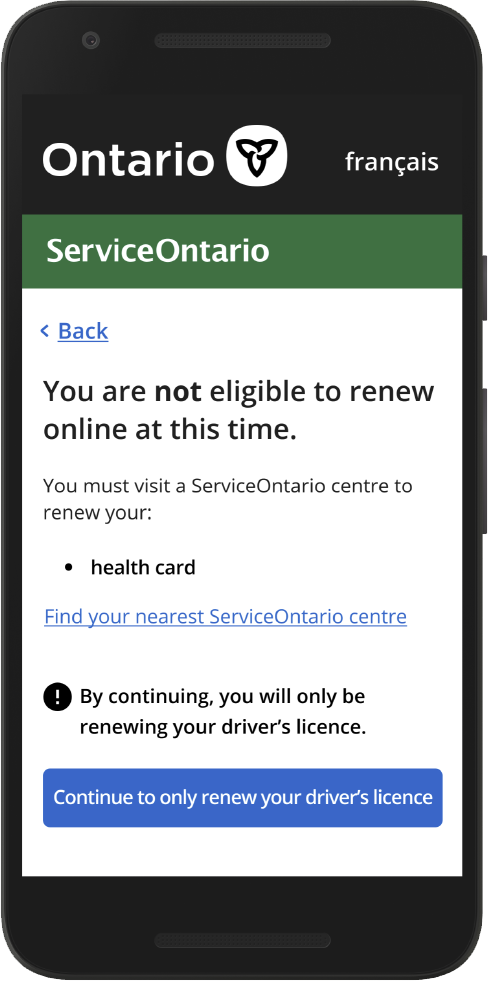 Ontario
français
ServiceOntario
< Back
You are not eligible to renew
online at this time.
You must visit a ServiceOntario centre to
renew your:
• health card
Find your nearest ServiceOntario centre
! By continuing, you will only be
renewing your driver’s licence.
Continue to only renew your driver’s licence